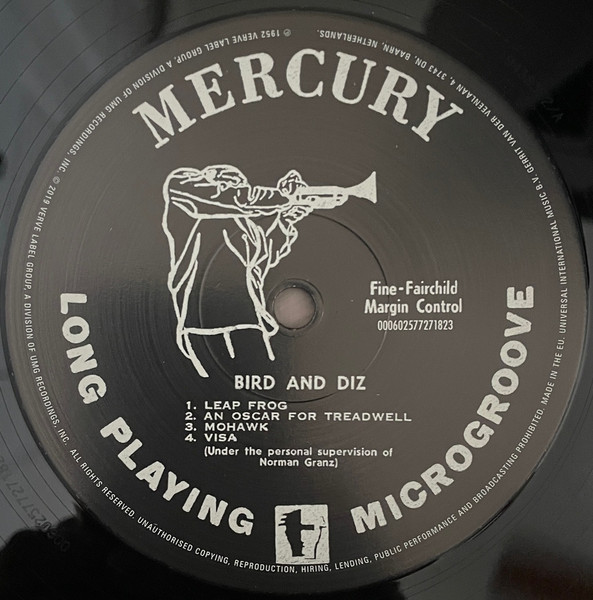 MERCURY
Fine-Fairchild
Margin Control
000602577271823
BIRD AND DIZ
1. LEAP FROG
2. AN OSCAR FOR TREADWELL
3. MOHAWK
4. VISA
(Under the personal supervision of
Norman Granz)
LONG PLAYING MICROGROOVE
℗ 1952 VERVE LABEL GROUP, A DIVISION OF UMG RECORDINGS, INC. © 2019 VERVE LABEL GROUP, A DIVISION OF UMG RECORDINGS, INC. ALL RIGHTS RESERVED. UNAUTHORISED COPYING, REPRODUCTION, HIRING, LENDING, PUBLIC PERFORMANCE AND BROADCASTING PROHIBITED. MADE IN THE EU. UNIVERSAL INTERNATIONAL MUSIC B.V. GERRIT VAN DER VEENLAAN 4, 3743 DN, BAARN, NETHERLANDS.